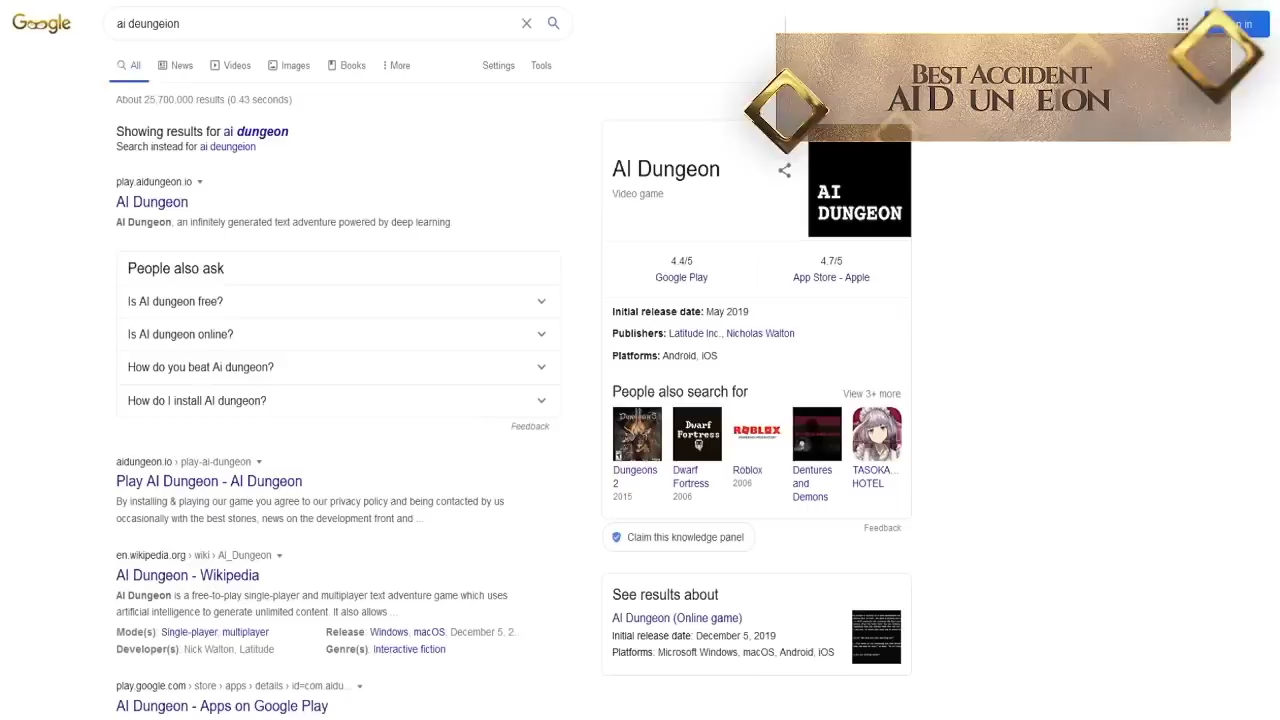 Google
ai deungeion
in
All
News
Videos
Images
Books
More
Settings
Tools
BEST ACCIDENT
AI D UN EION
About 25,700,000 results (0.43 seconds)
Showing results for ai dungeon
Search instead for ai deungeion
play.aidungeon.io
AI Dungeon
AI Dungeon, an infinitely generated text adventure powered by deep learning
People also ask
Is AI dungeon free?
Is AI dungeon online?
How do you beat Ai dungeon?
How do I install AI dungeon?
Feedback
aidungeon.io › play-ai-dungeon
Play AI Dungeon - AI Dungeon
By installing & playing our game you agree to our privacy policy and being contacted by us
occasionally with the best stories, news on the development front and ...
en.wikipedia.org › wiki › AI_Dungeon
AI Dungeon - Wikipedia
AI Dungeon is a free-to-play single-player and multiplayer text adventure game which uses
artificial intelligence to generate unlimited content. It also allows ...
Mode(s): Single-player, multiplayer
Release: Windows, macOS; December 5, 2...
Developer(s): Nick Walton, Latitude
Genre(s): Interactive fiction
play.google.com › store › apps › details › id=com.aidu...
AI Dungeon - Apps on Google Play
AI Dungeon
Video game
AI
DUNGEON
4.4/5
Google Play
4.7/5
App Store - Apple
Initial release date: May 2019
Publishers: Latitude Inc., Nicholas Walton
Platforms: Android, iOS
People also search for
View 3+ more
Dwarf
Fortress
ROBLOX
Dungeons
2
2015
Dwarf
Fortress
2006
Roblox
2006
Dentures
and
Demons
TASOKA...
HOTEL
Feedback
Claim this knowledge panel
See results about
AI Dungeon (Online game)
Initial release date: December 5, 2019
Platforms: Microsoft Windows, macOS, Android, iOS